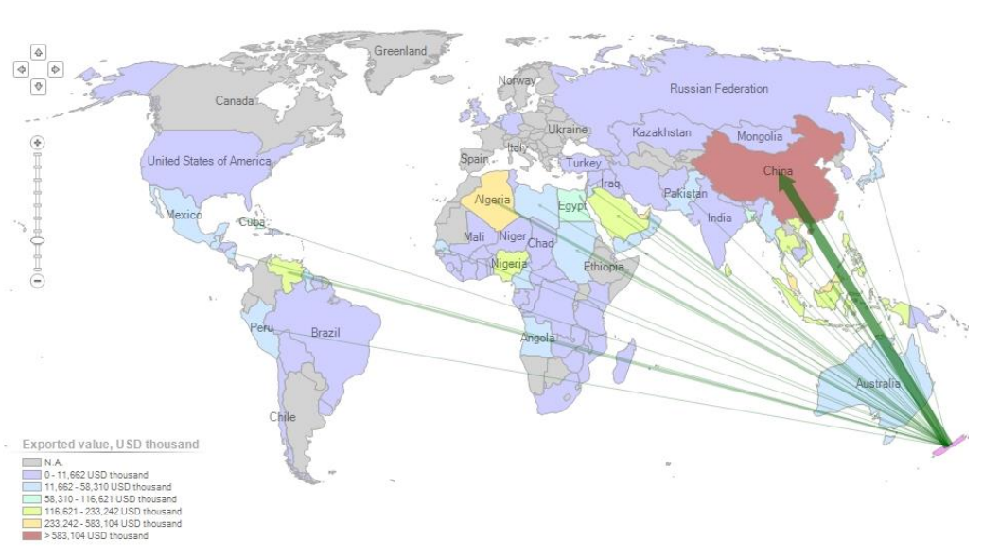 Greenland
Norway
Russian Federation
Canada
Ukraine
Kazakhstan
Mongolia
Italy
Spain
United States of America
Turkey
China
Iraq
Pakistan
Algeria
Egypt
Mexico
Cuba
India
Mali
Niger
Chad
Nigeria
Ethiopia
Peru
Brazil
Angola
Australia
Chile
Exported value, USD thousand
N.A.
0 - 11,662 USD thousand
11,662 - 58,310 USD thousand
58,310 - 116,621 USD thousand
116,621 - 233,242 USD thousand
233,242 - 583,104 USD thousand
> 583,104 USD thousand